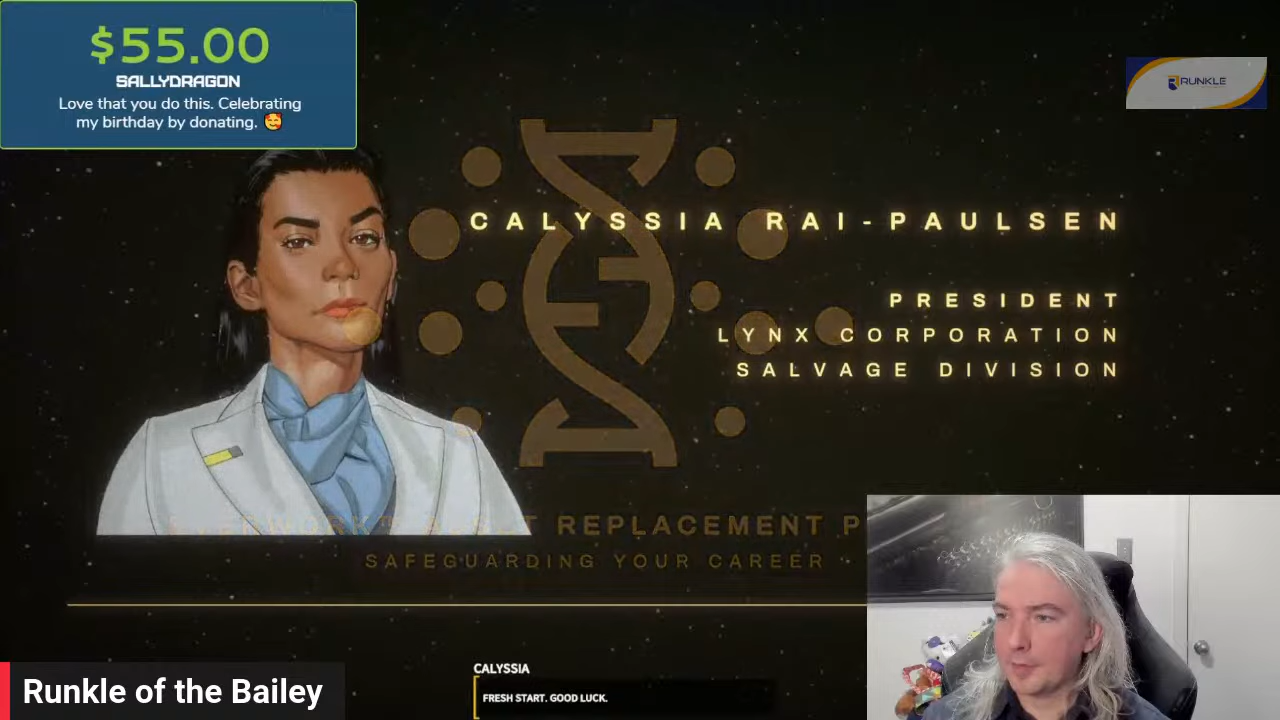 $55.00
SALLYDRAGON
Love that you do this. Celebrating
my birthday by donating. 🥰
RUNKLE
CALYSSIA RAI-PAULSEN
PRESIDENT
LYNX CORPORATION
SALVAGE DIVISION
REPLACEMENT P
SAFEGUARDING YOUR CAREER
CALYSSIA
FRESH START. GOOD LUCK.
Runkle of the Bailey